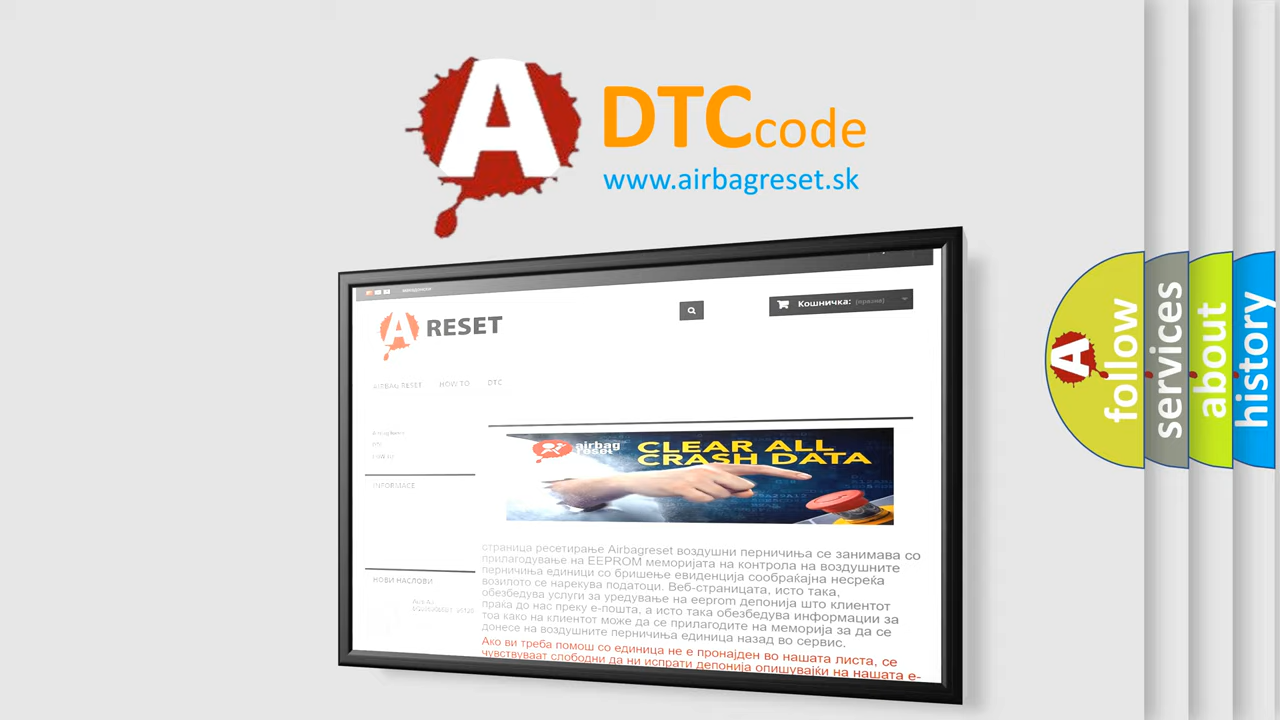 A
DTCcode
www.airbagreset.sk
A RESET
Кошничка: (празни)
AIRBAG RESET
HOW TO
DTC
INFORMACE
airbag
reset
CLEAR ALL
CRASH DATA
страница ресетирање Airbagreset воздушни перничиња се занимава со
прилагодување на EEPROM меморијата на контрола на воздушните
перничиња единици со бришење евиденција сообраќајна несреќа
возилото се нарекува податоци. Веб-страницата, исто така,
обезбедува услуги за уредување на eeprom депонија што клиентот
праќа до нас преку е-пошта, а исто така обезбедува информации за
тоа како на клиентот може да се прилагодите на меморија за да се
донесе на воздушните перничиња единица назад во сервис.
Ако ви треба помош со единица не е пронајден во нашата листа, се
чувствуваат слободни да ни испрати депонија опишувајќи на нашата е-
НОВИ НАСЛОВИ
A
follow
services
about
history